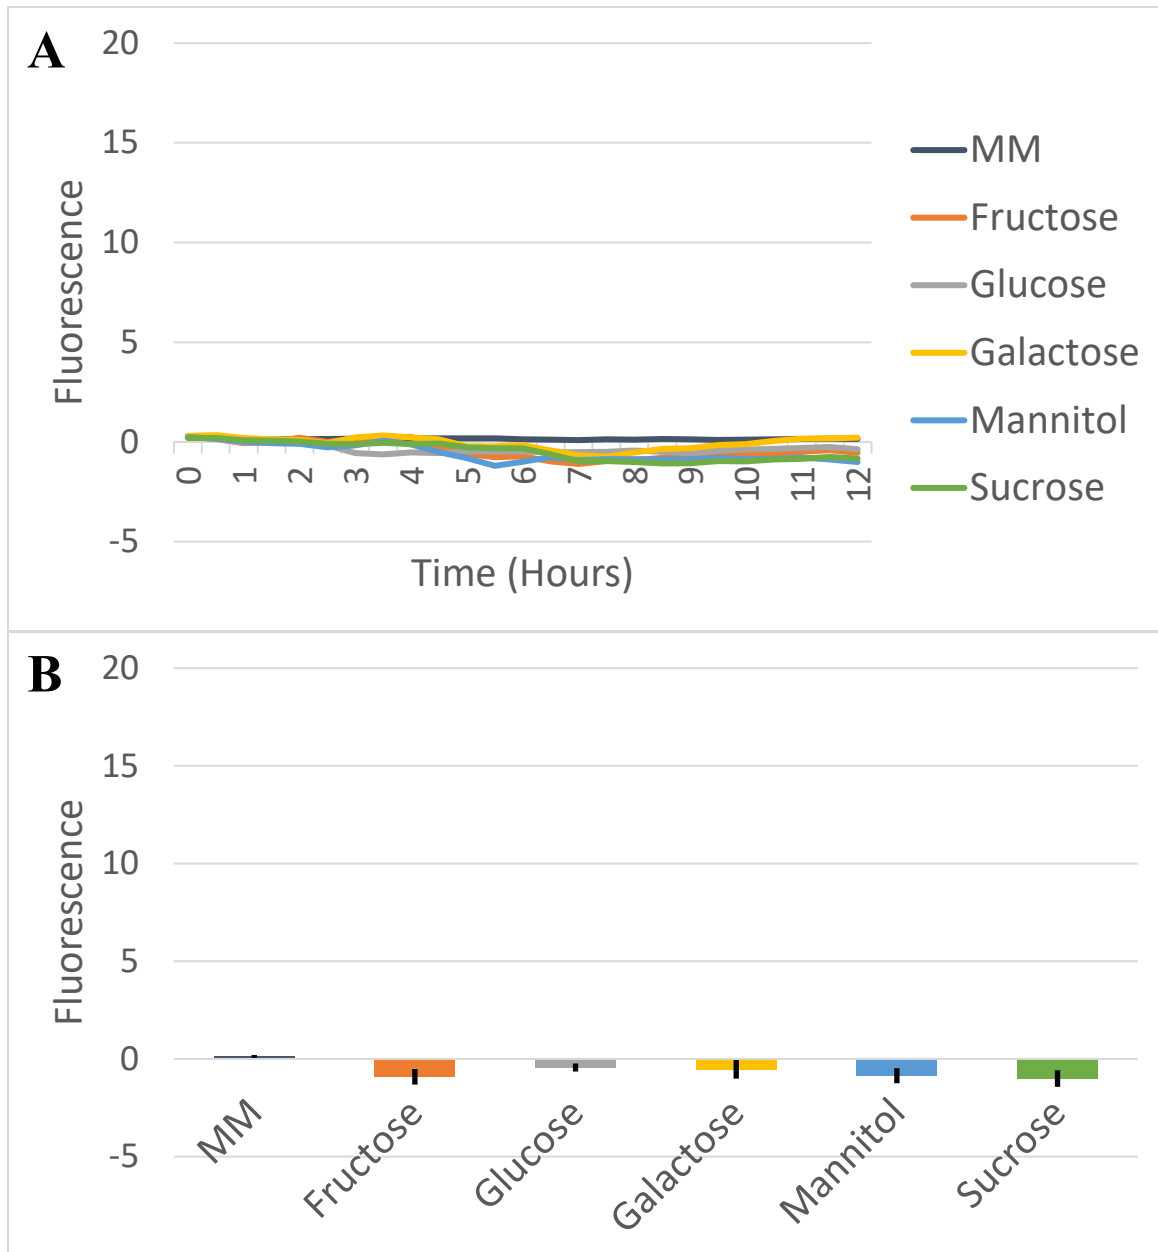 A
20
15
10
5
0
-5
Fluorescence
0 1 2 3 4 5 6 7 8 9 10 11 12
Time (Hours)
MM
Fructose
Glucose
Galactose
Mannitol
Sucrose
B
20
15
10
5
0
-5
Fluorescence
MM
Fructose
Glucose
Galactose
Mannitol
Sucrose